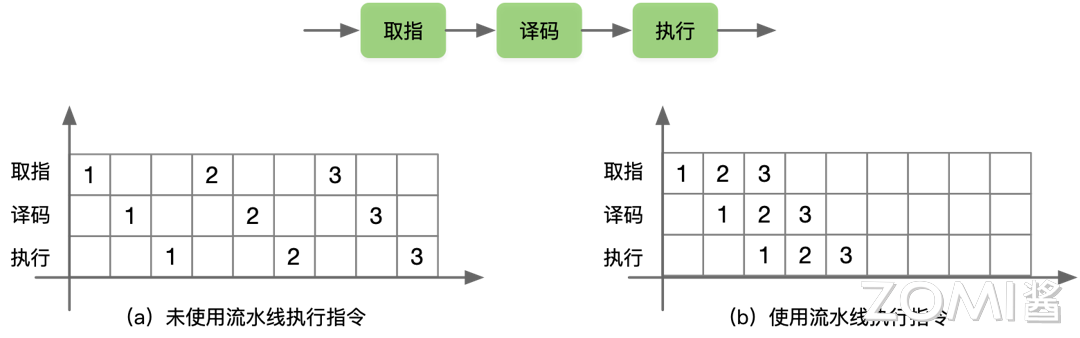 取指 译码 执行
取指 1 2 3
译码 1 2 3
执行 1 2 3
(a) 未使用流水线执行指令
取指 1 2 3
译码 1 2 3
执行 1 2 3
(b) 使用流水线执行指令
ZOMI酱